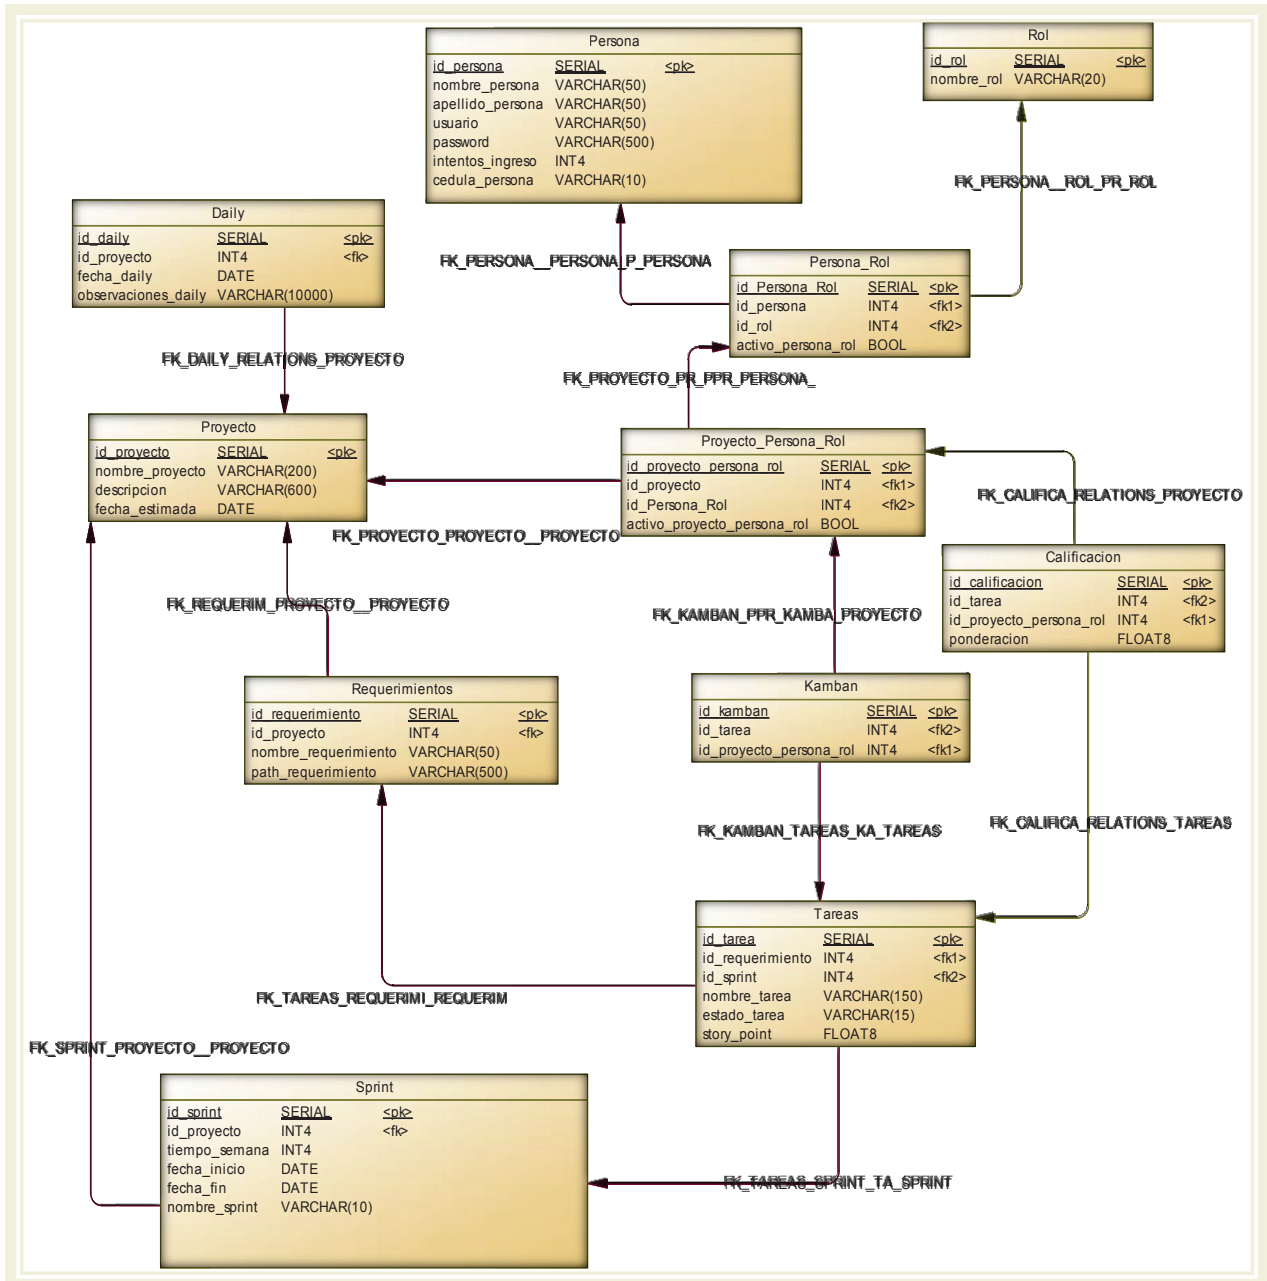 Persona
id_persona SERIAL <pk>
nombre_persona VARCHAR(50)
apellido_persona VARCHAR(50)
usuario VARCHAR(50)
password VARCHAR(500)
intentos_ingreso INT4
cedula_persona VARCHAR(10)
Rol
id_rol SERIAL <pk>
nombre_rol VARCHAR(20)
FK_PERSONA__ROL_PR_ROL
Daily
id_daily SERIAL <pk>
id_proyecto INT4 <fk>
fecha_daily DATE
observaciones_daily VARCHAR(10000)
FK_PERSONA__PERSONA_P_PERSONA
Persona_Rol
id_Persona_Rol SERIAL <pk>
id_persona INT4 <fk1>
id_rol INT4 <fk2>
activo_persona_rol BOOL
FK_DAILY_RELATIONS_PROYECTO
FK_PROYECTO_PR_PPR_PERSONA_
Proyecto
id_proyecto SERIAL <pk>
nombre_proyecto VARCHAR(200)
descripcion VARCHAR(600)
fecha_estimada DATE
Proyecto_Persona_Rol
id_proyecto_persona_rol SERIAL <pk>
id_proyecto INT4 <fk1>
id_Persona_Rol INT4 <fk2>
activo_proyecto_persona_rol BOOL
FK_CALIFICA_RELATIONS_PROYECTO
FK_PROYECTO_PROYECTO__PROYECTO
Calificacion
id_calificacion SERIAL <pk>
id_tarea INT4 <fk2>
id_proyecto_persona_rol INT4 <fk1>
ponderacion FLOAT8
FK_REQUERIM_PROYECTO__PROYECTO
FK_KAMBAN_PPR_KAMBA_PROYECTO
Requerimientos
id_requerimiento SERIAL <pk>
id_proyecto INT4 <fk>
nombre_requerimiento VARCHAR(50)
path_requerimiento VARCHAR(500)
Kamban
id_kamban SERIAL <pk>
id_tarea INT4 <fk2>
id_proyecto_persona_rol INT4 <fk1>
FK_KAMBAN_TAREAS_KA_TAREAS
FK_CALIFICA_RELATIONS_TAREAS
Tareas
id_tarea SERIAL <pk>
id_requerimiento INT4 <fk1>
id_sprint INT4 <fk2>
nombre_tarea VARCHAR(150)
estado_tarea VARCHAR(15)
story_point FLOAT8
FK_TAREAS_REQUERIMI_REQUERIM
FK_SPRINT_PROYECTO__PROYECTO
Sprint
id_sprint SERIAL <pk>
id_proyecto INT4 <fk>
tiempo_semana INT4
fecha_inicio DATE
fecha_fin DATE
nombre_sprint VARCHAR(10)
FK_TAREAS_SPRINT_TA_SPRINT